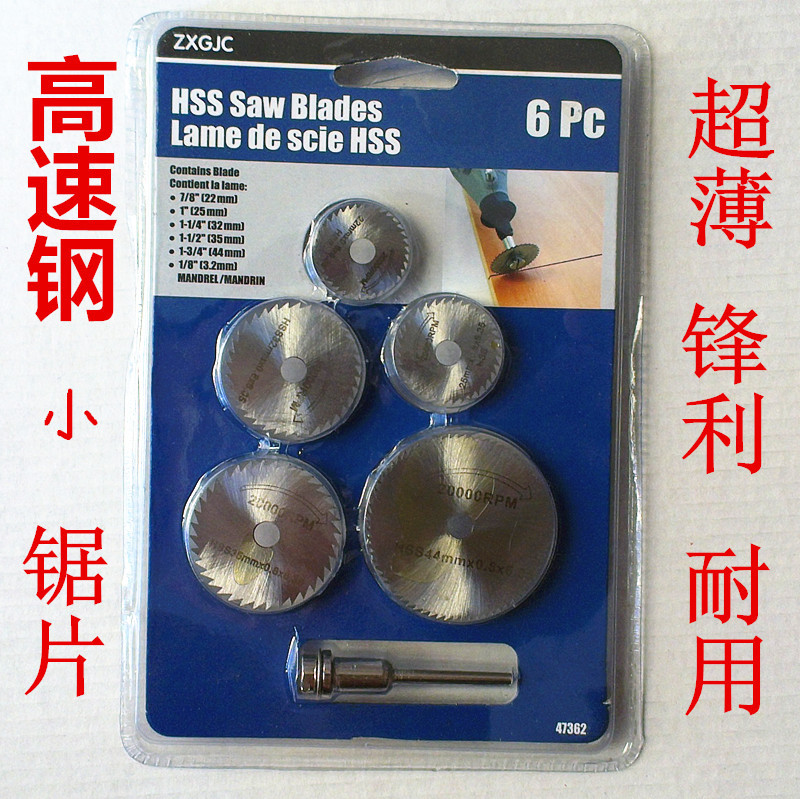 ZXGJC
HSS Saw Blades
Lame de scie HSS
6 Pc
Contains Blade
Contient la lame:
• 7/8" (22mm)
• 1" (25mm)
• 1-1/4" (32mm)
• 1-1/2" (35mm)
• 1-3/4" (44mm)
• 1/8" (3.2mm)
MANDREL/MANDRIN
20000RPM
20000RPM
47362
高速钢
小
锯片
超薄
锋利
耐用